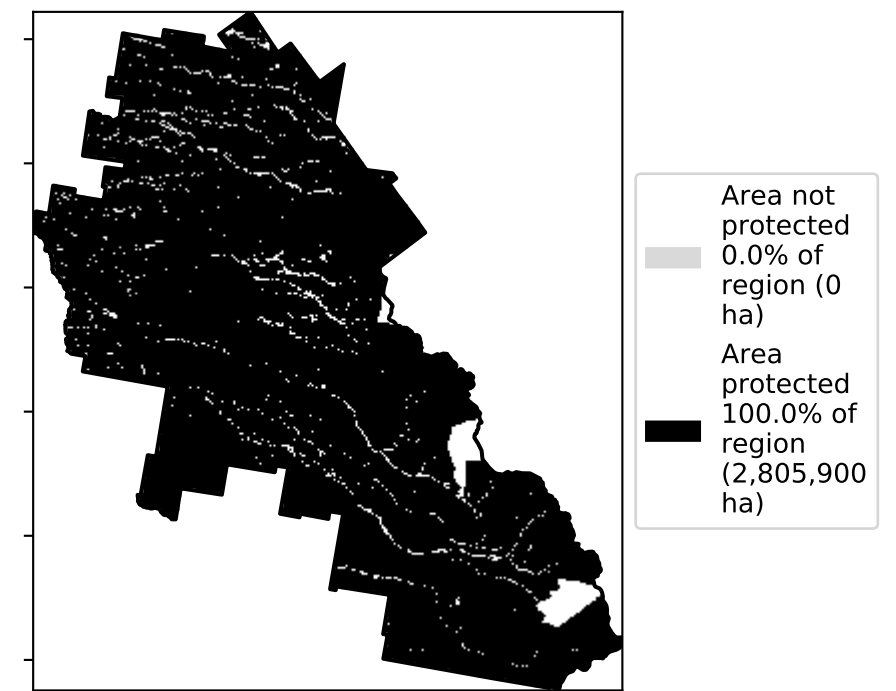 Area not
protected
0.0% of
region (0
ha)
Area
protected
100.0% of
region
(2,805,900
ha)